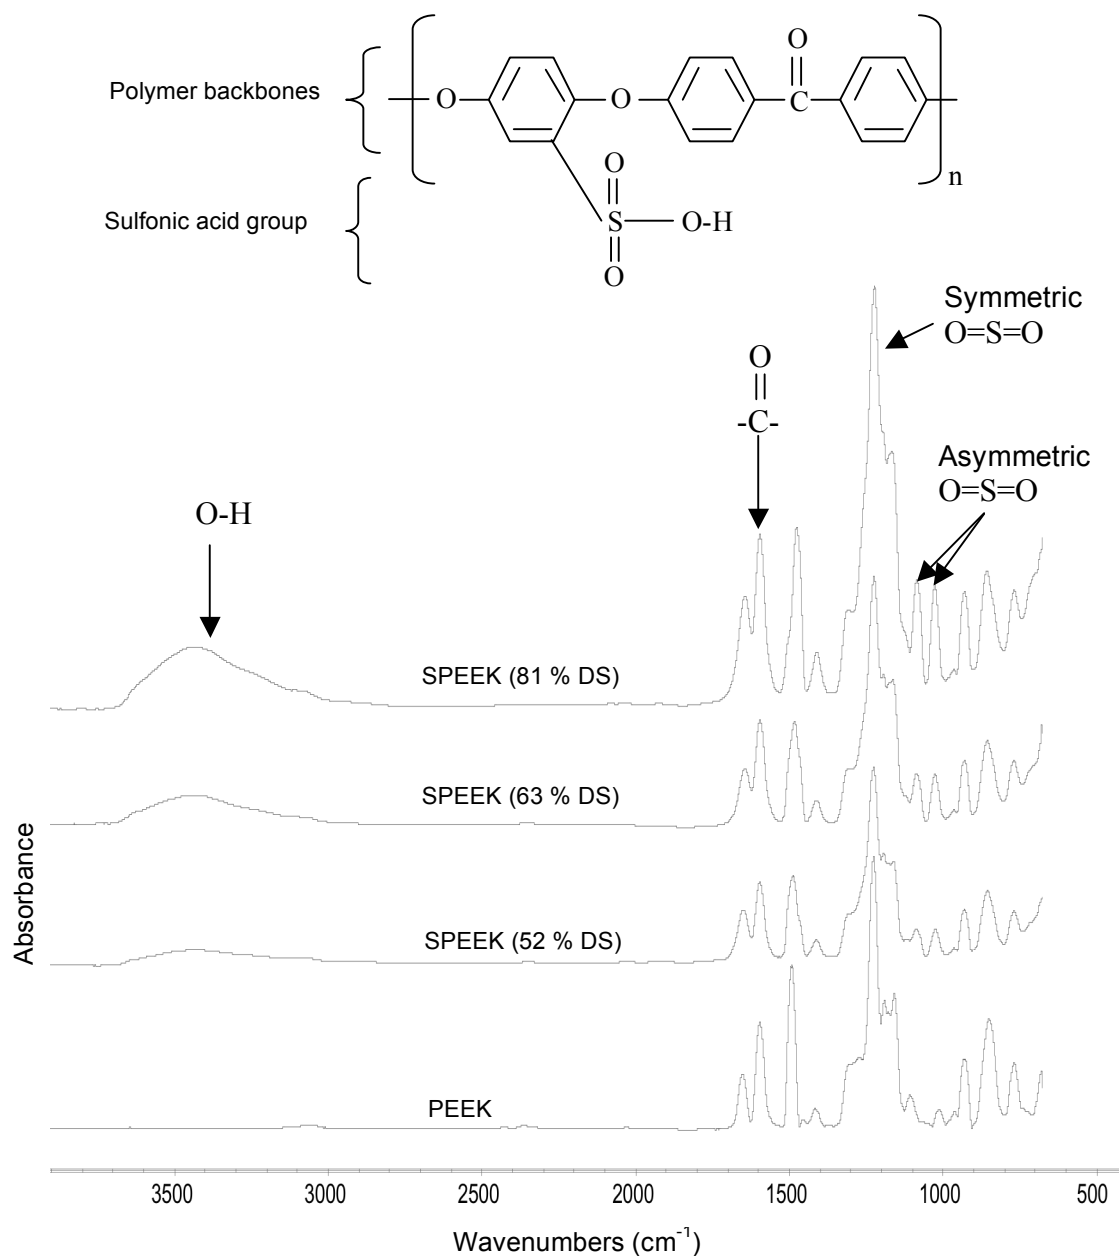 Polymer backbones
O
O
O
C
n
Sulfonic acid group
O
S
O-H
O
Symmetric
O=S=O
O
-C-
Asymmetric
O=S=O
O-H
SPEEK (81 % DS)
SPEEK (63 % DS)
SPEEK (52 % DS)
PEEK
Absorbance
3500 3000 2500 2000 1500 1000 500
Wavenumbers (cm⁻¹)